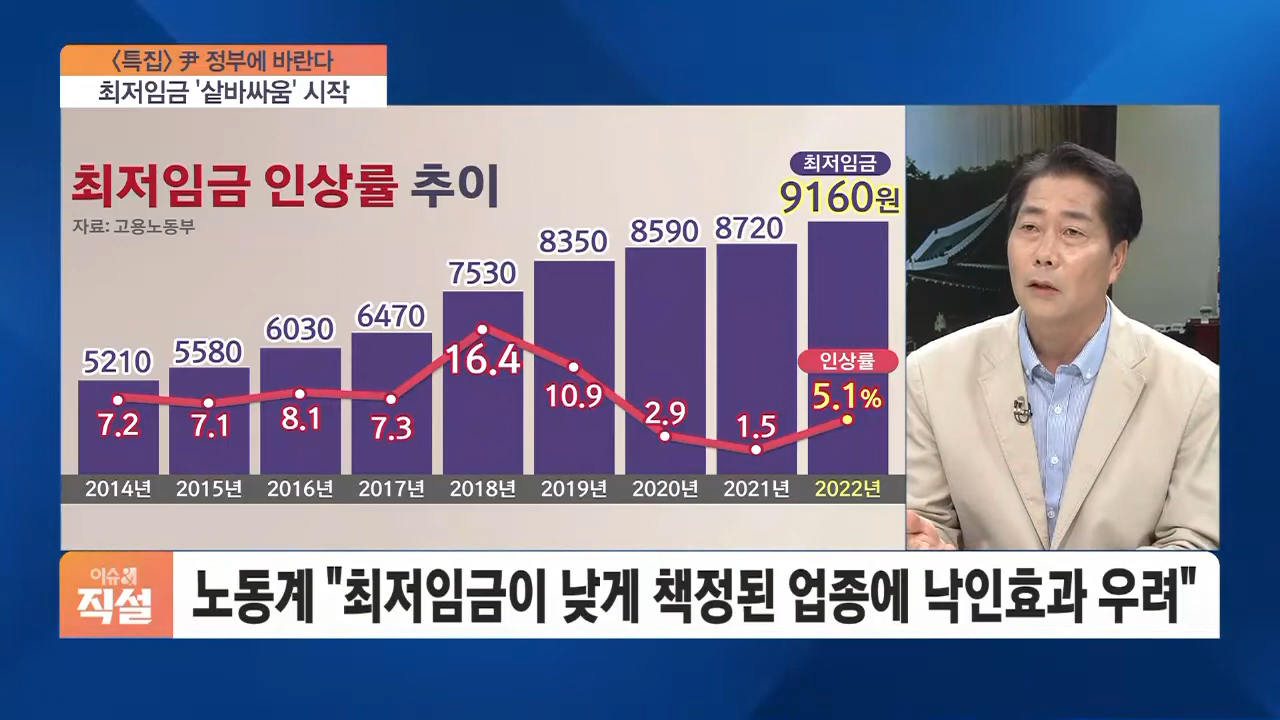 <특집> 尹 정부에 바란다
최저임금 '샅바싸움' 시작
최저임금 인상률 추이
자료: 고용노동부
최저임금
9160원
5210 5580 6030 6470 7530 8350 8590 8720
인상률
7.2 7.1 8.1 7.3 16.4 10.9 2.9 1.5 5.1%
2014년 2015년 2016년 2017년 2018년 2019년 2020년 2021년 2022년
이슈&
직설
노동계 "최저임금이 낮게 책정된 업종에 낙인효과 우려"